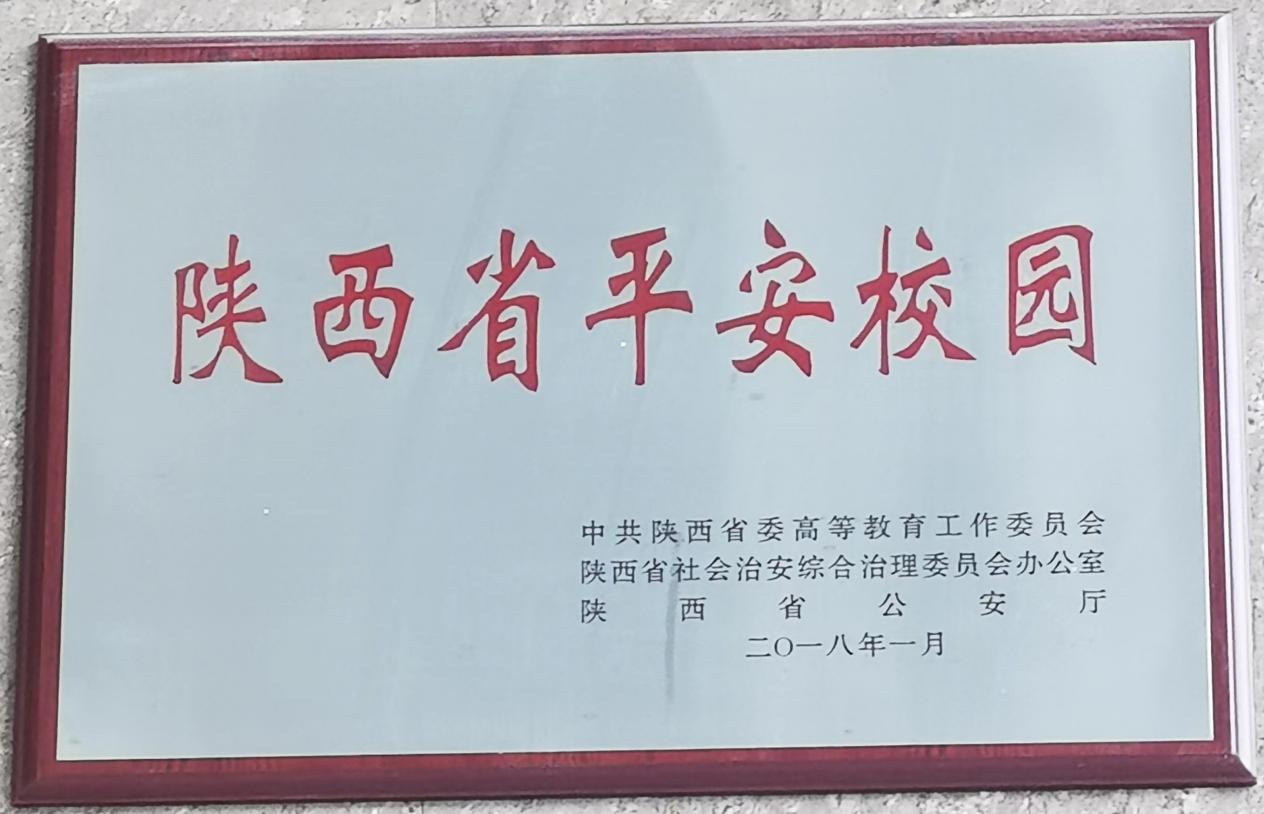 陕西省平安校园
中共陕西省委高等教育工作委员会
陕西省社会治安综合治理委员会办公室
陕西省公安厅
二〇一八年一月